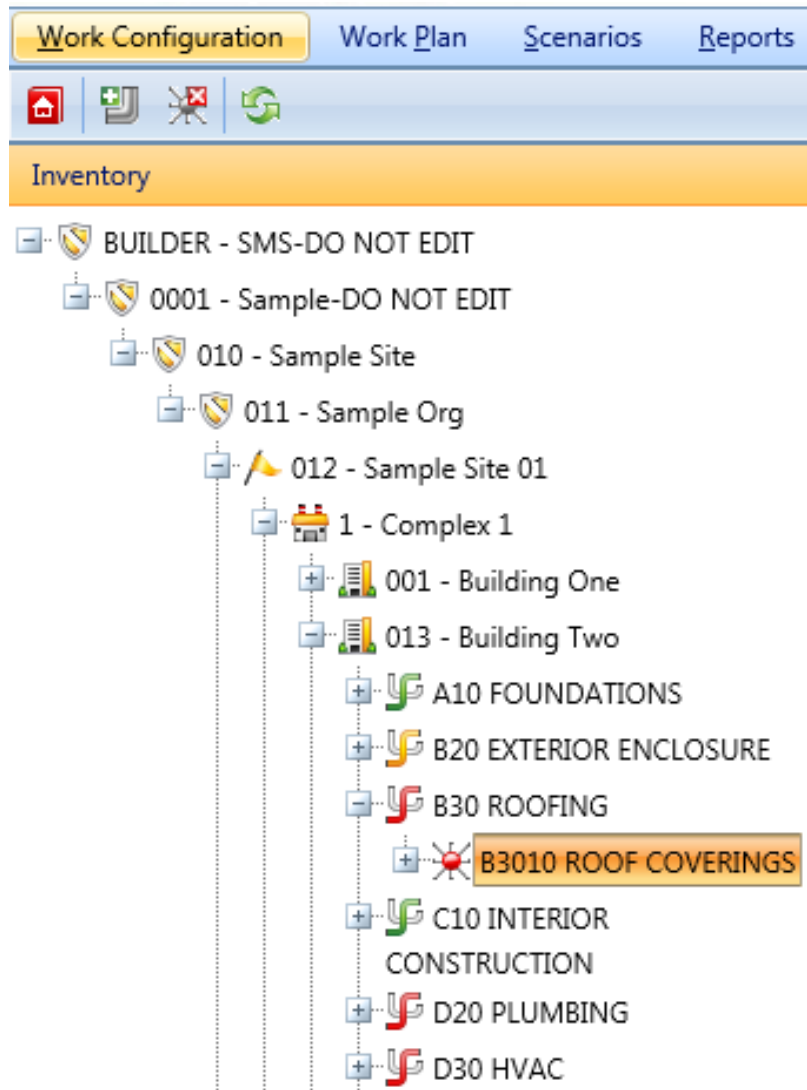 Work Configuration Work Plan Scenarios Reports
Inventory
BUILDER - SMS-DO NOT EDIT
0001 - Sample-DO NOT EDIT
010 - Sample Site
011 - Sample Org
012 - Sample Site 01
1 - Complex 1
001 - Building One
013 - Building Two
A10 FOUNDATIONS
B20 EXTERIOR ENCLOSURE
B30 ROOFING
B3010 ROOF COVERINGS
C10 INTERIOR
CONSTRUCTION
D20 PLUMBING
D30 HVAC